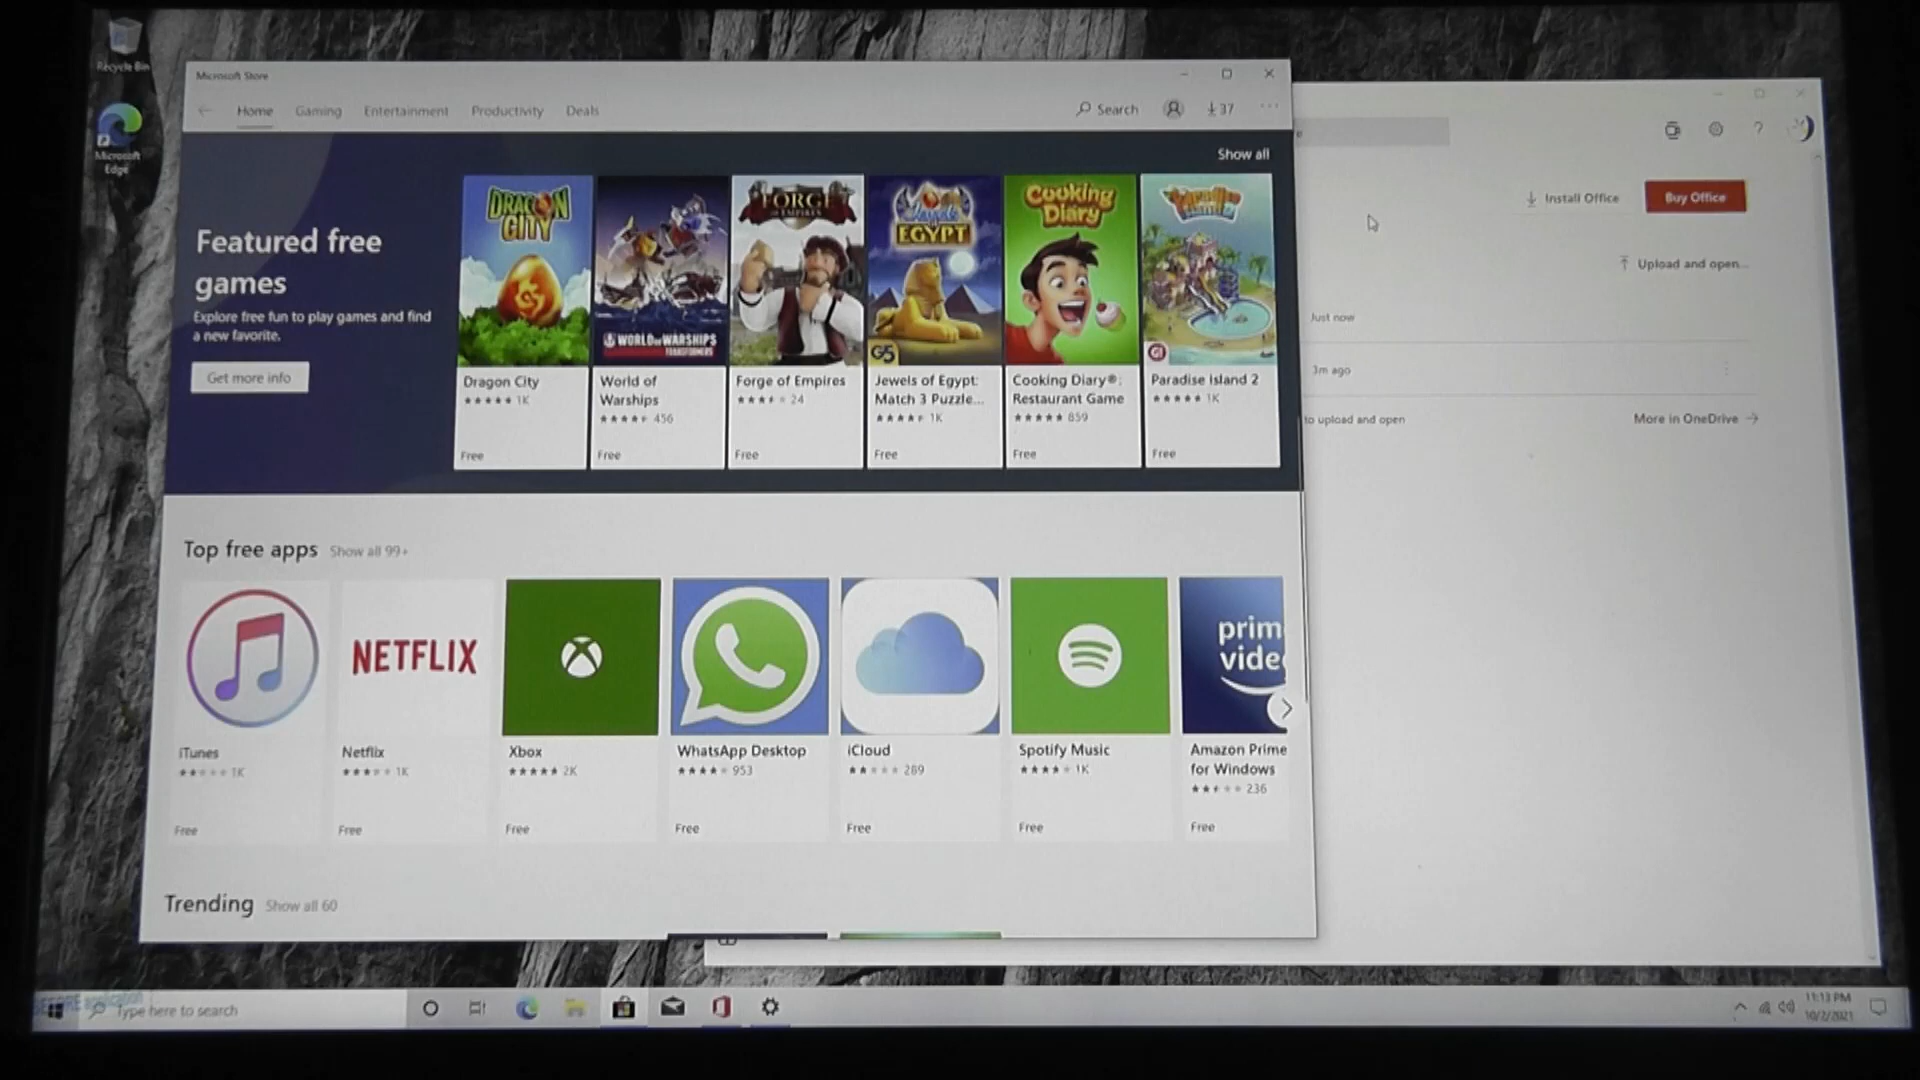 Recycle Bin
Microsoft
Edge
Microsoft Store
Home
Gaming
Entertainment
Productivity
Deals
Search
37
Show all
Featured free
games
Explore free fun to play games and find
a new favorite.
Get more info
DRAGON
CITY
WORLD OF WARSHIPS
TRANSFORMERS
FORGE
OF EMPIRES
EGYPT
G5
Cooking
Diary
Dragon City
1K
Free
World of
Warships
456
Free
Forge of Empires
24
Free
Jewels of Egypt:
Match 3 Puzzle...
1K
Free
Cooking Diary®:
Restaurant Game
859
Free
Paradise Island 2
1K
Free
Top free apps
Show all 99+
NETFLIX
prim
vide
iTunes
1K
Free
Netflix
1K
Free
Xbox
2K
Free
WhatsApp Desktop
953
Free
iCloud
289
Free
Spotify Music
1K
Free
Amazon Prime
for Windows
236
Free
Trending
Show all 60
Install Office
Buy Office
Upload and open...
Just now
3m ago
to upload and open
More in OneDrive
Type here to search
11:13 PM
10/2/2021